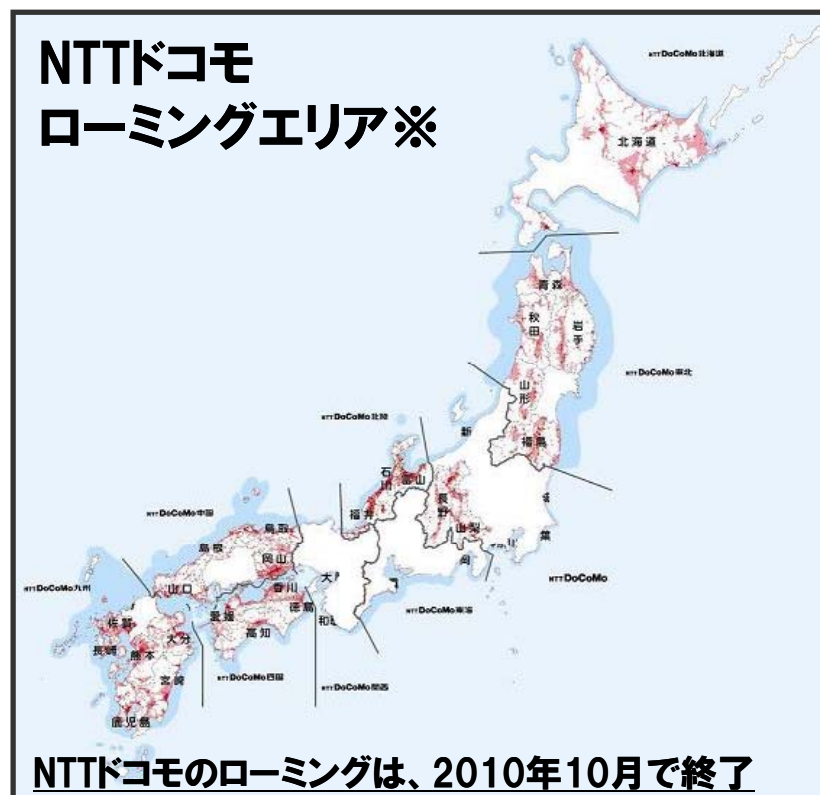 NTTドコモ
ローミングエリア※
NTT DoCoMo北海道
北海道
青森
秋田
岩手
NTT DoCoMo東北
山形
福島
NTT DoCoMo北陸
新
石川
富山
福井
長野
山梨
葉
岡
NTT DoCoMo
NTT DoCoMo東海
NTT DoCoMo中国
鳥取
島根
岡山
山口
NTT DoCoMo九州
香川
徳島
愛媛
高知
大
和
佐賀
長崎
熊本
大分
宮崎
鹿児島
NTT DoCoMo四国
NTT DoCoMo関西
NTTドコモのローミングは、2010年10月で終了